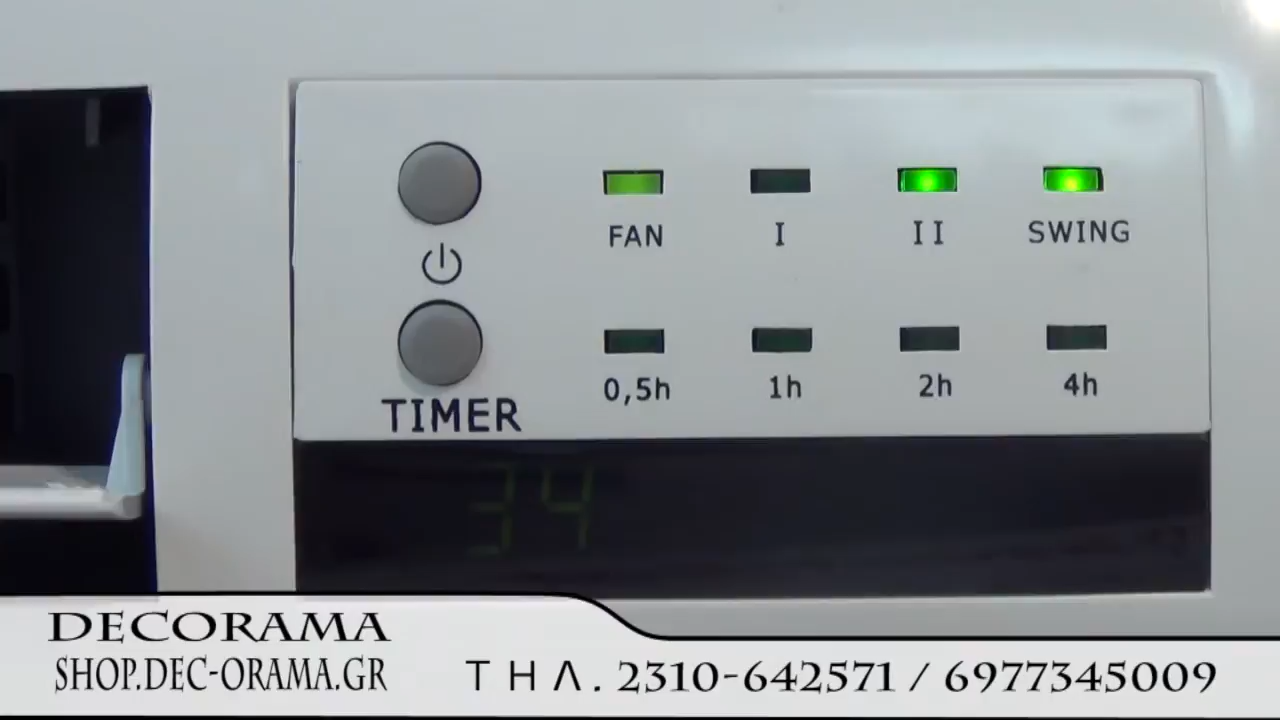 FAN I II SWING
0,5h 1h 2h 4h
TIMER
34
DECORAMA
SHOP.DEC-ORAMA.GR
ΤΗΛ. 2310-642571 / 6977345009